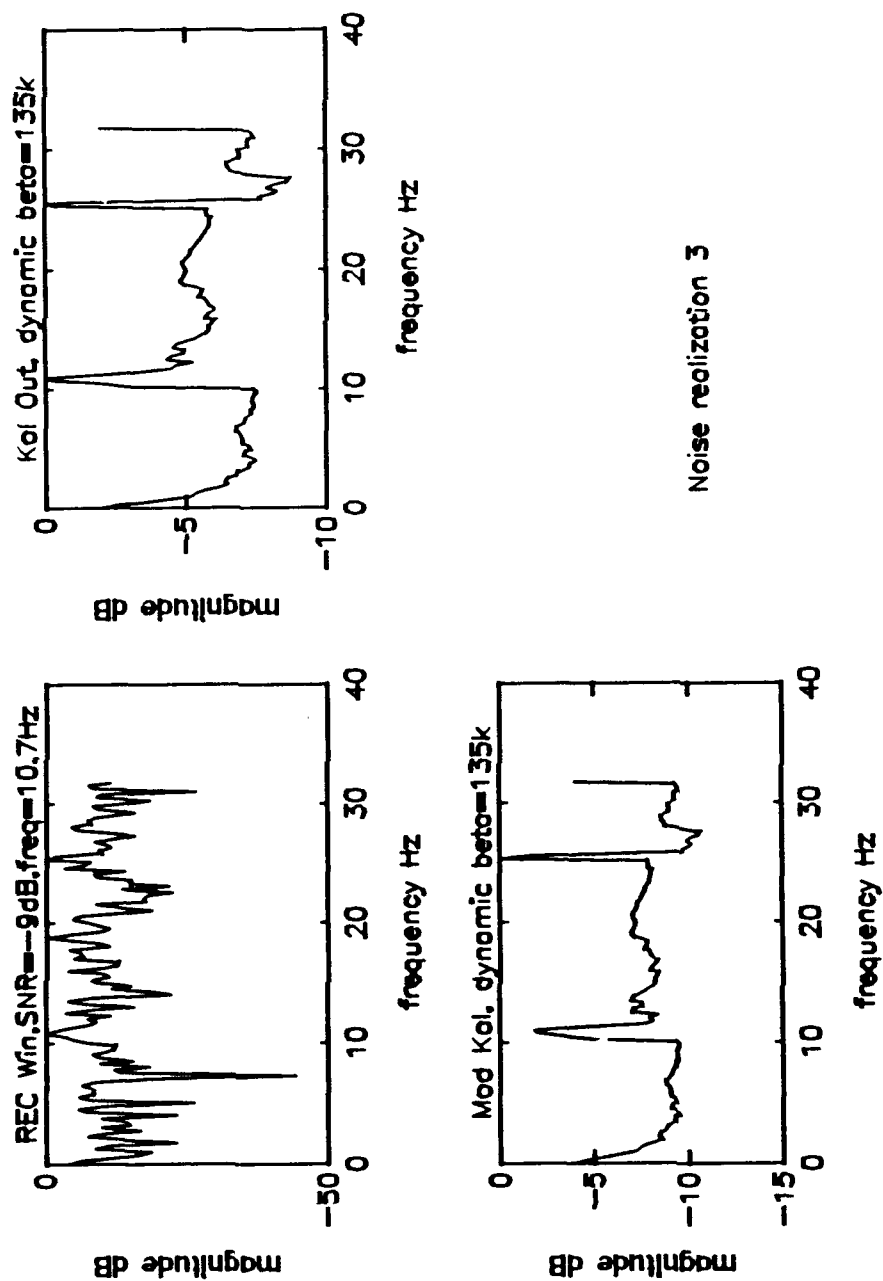 REC Win,SNR=-9dB,freq=10.7Hz
magnitude dB
0
-50
0
10
20
30
40
frequency Hz
Kal Out, dynamic beta=135k
magnitude dB
0
-5
-10
0
10
20
30
40
frequency Hz
Mod Kal, dynamic beta=135k
magnitude dB
0
-5
-10
-15
0
10
20
30
40
frequency Hz
Noise realization 3